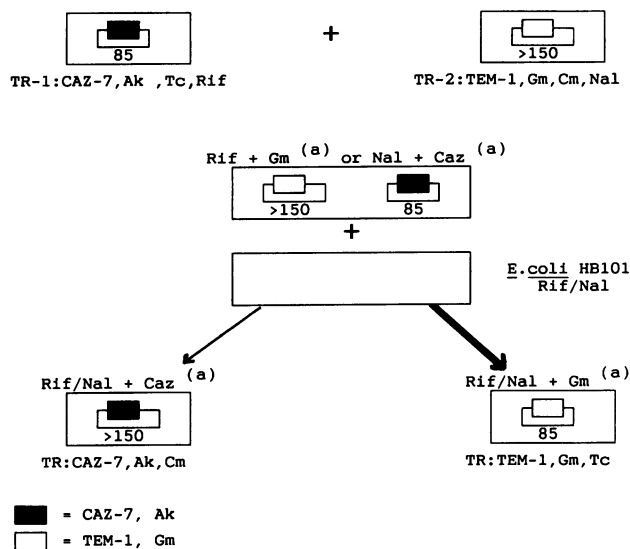 85
+
>150
TR-1:CAZ-7,Ak ,Tc,Rif
TR-2:TEM-1,Gm,Cm,Nal
Rif + Gm (a) or Nal + Caz (a)
>150
85
+
E.coli HB101
Rif/Nal
Rif/Nal + Caz (a)
>150
TR:CAZ-7,Ak,Cm
Rif/Nal + Gm (a)
85
TR:TEM-1,Gm,Tc
= CAZ-7, Ak
= TEM-1, Gm